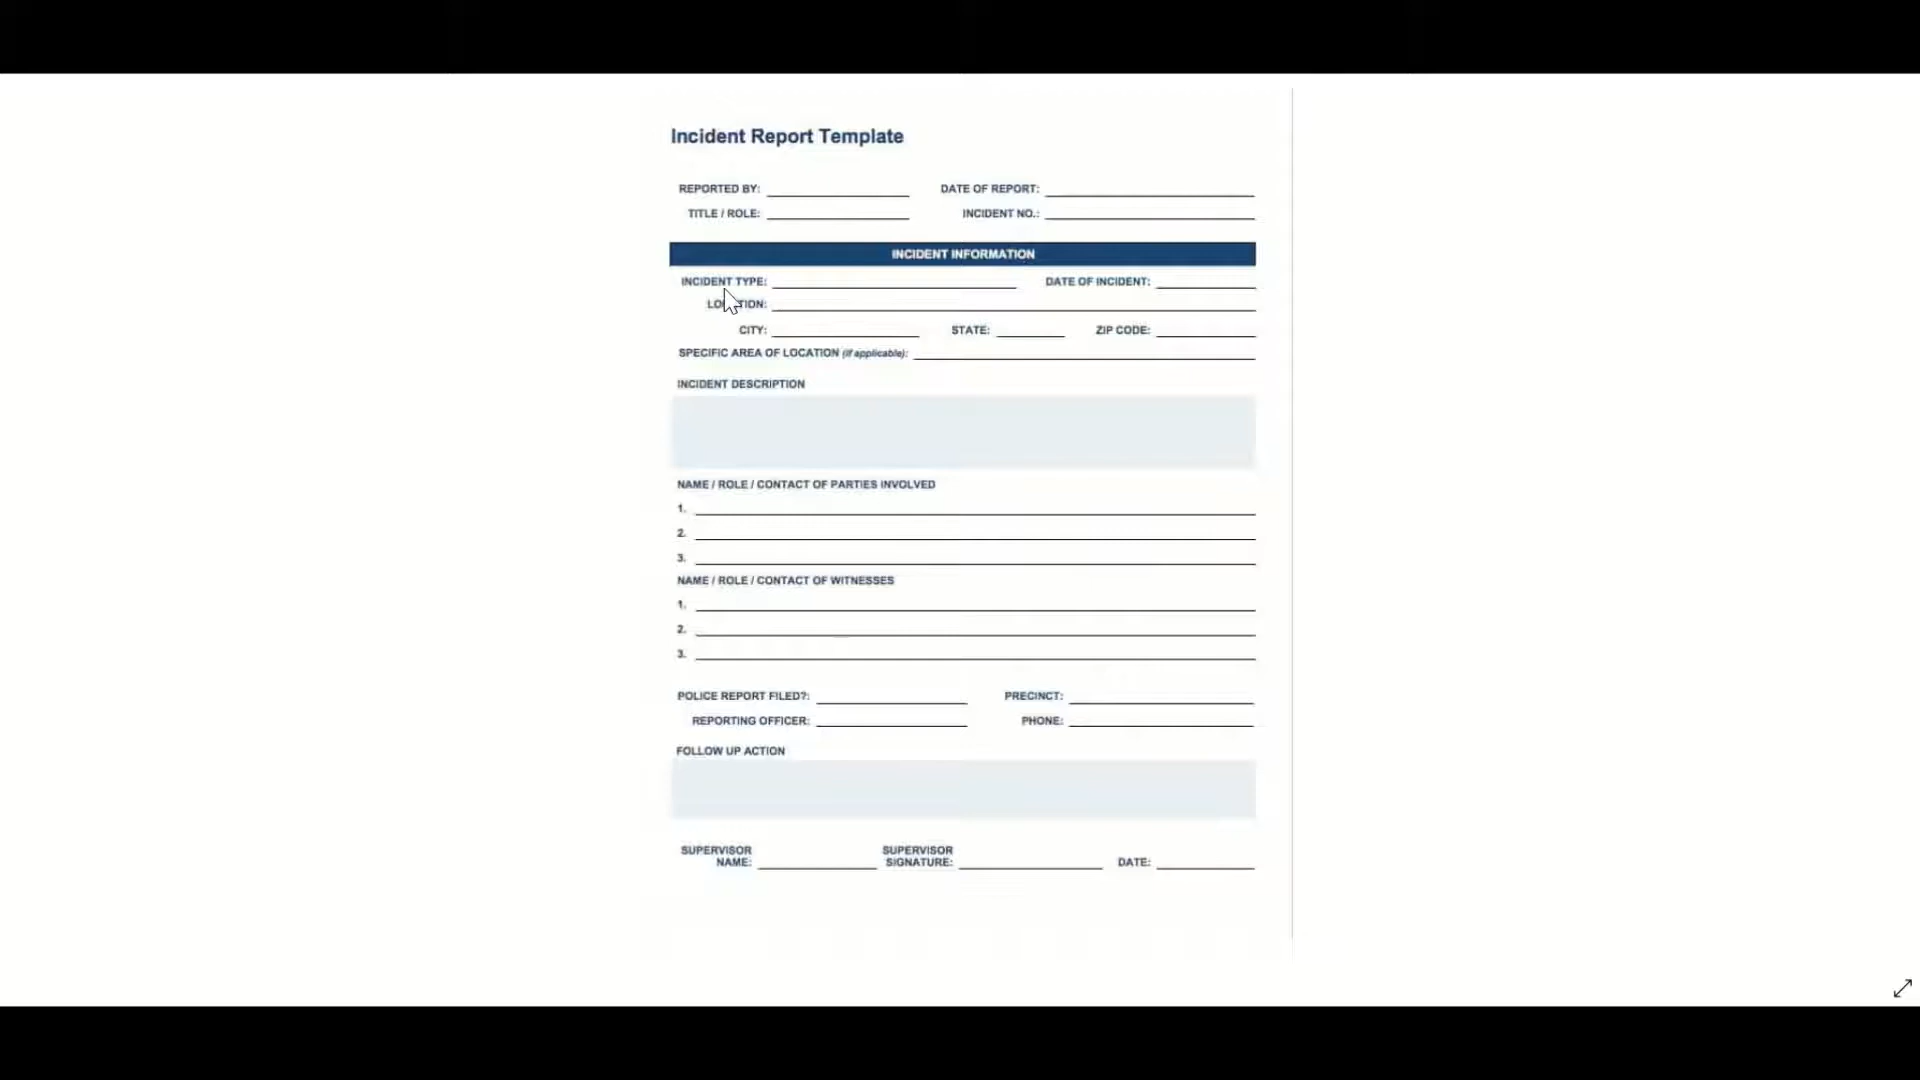 Incident Report Template
REPORTED BY: DATE OF REPORT:
TITLE / ROLE: INCIDENT NO.:
INCIDENT INFORMATION
INCIDENT TYPE: DATE OF INCIDENT:
LOCATION:
CITY: STATE: ZIP CODE:
SPECIFIC AREA OF LOCATION (if applicable):
INCIDENT DESCRIPTION
NAME / ROLE / CONTACT OF PARTIES INVOLVED
1.
2.
3.
NAME / ROLE / CONTACT OF WITNESSES
1.
2.
3.
POLICE REPORT FILED?: PRECINCT:
REPORTING OFFICER: PHONE:
FOLLOW UP ACTION
SUPERVISOR NAME: SUPERVISOR SIGNATURE: DATE: